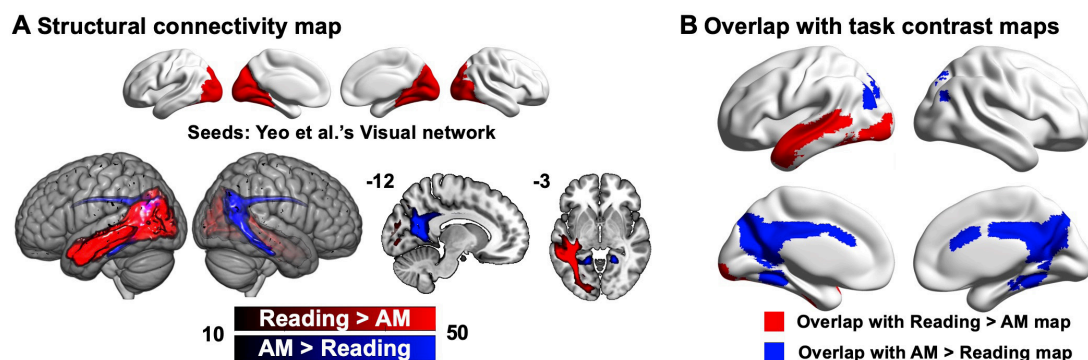 A Structural connectivity map
Seeds: Yeo et al.'s Visual network
-12
-3
10
Reading > AM
50
AM > Reading
B Overlap with task contrast maps
Overlap with Reading > AM map
Overlap with AM > Reading map